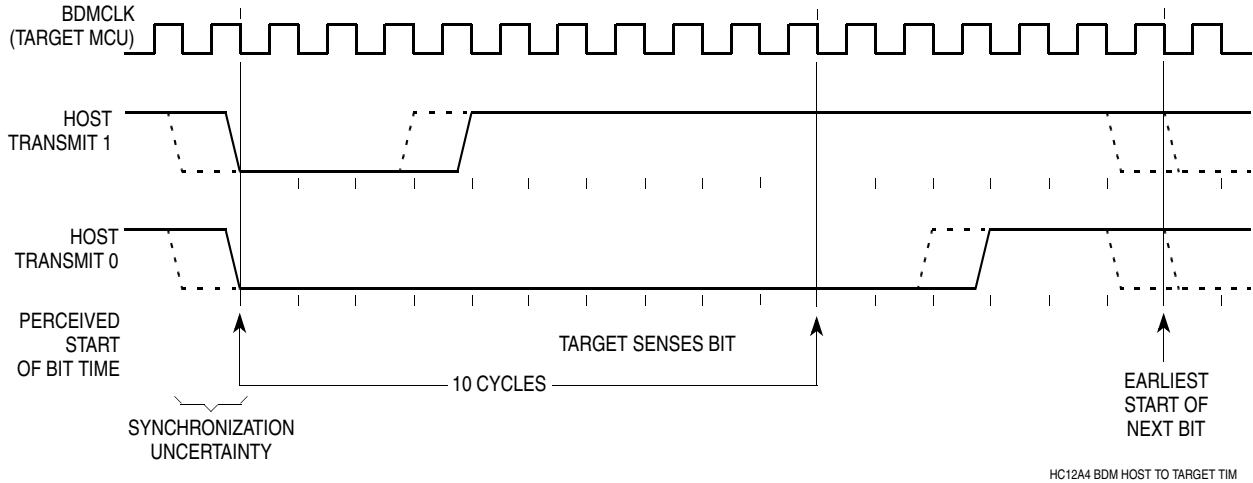 BDMCLK
(TARGET MCU)
HOST
TRANSMIT 1
HOST
TRANSMIT 0
PERCEIVED
START
OF BIT TIME
TARGET SENSES BIT
10 CYCLES
SYNCHRONIZATION
UNCERTAINTY
EARLIEST
START OF
NEXT BIT
HC12A4 BDM HOST TO TARGET TIM